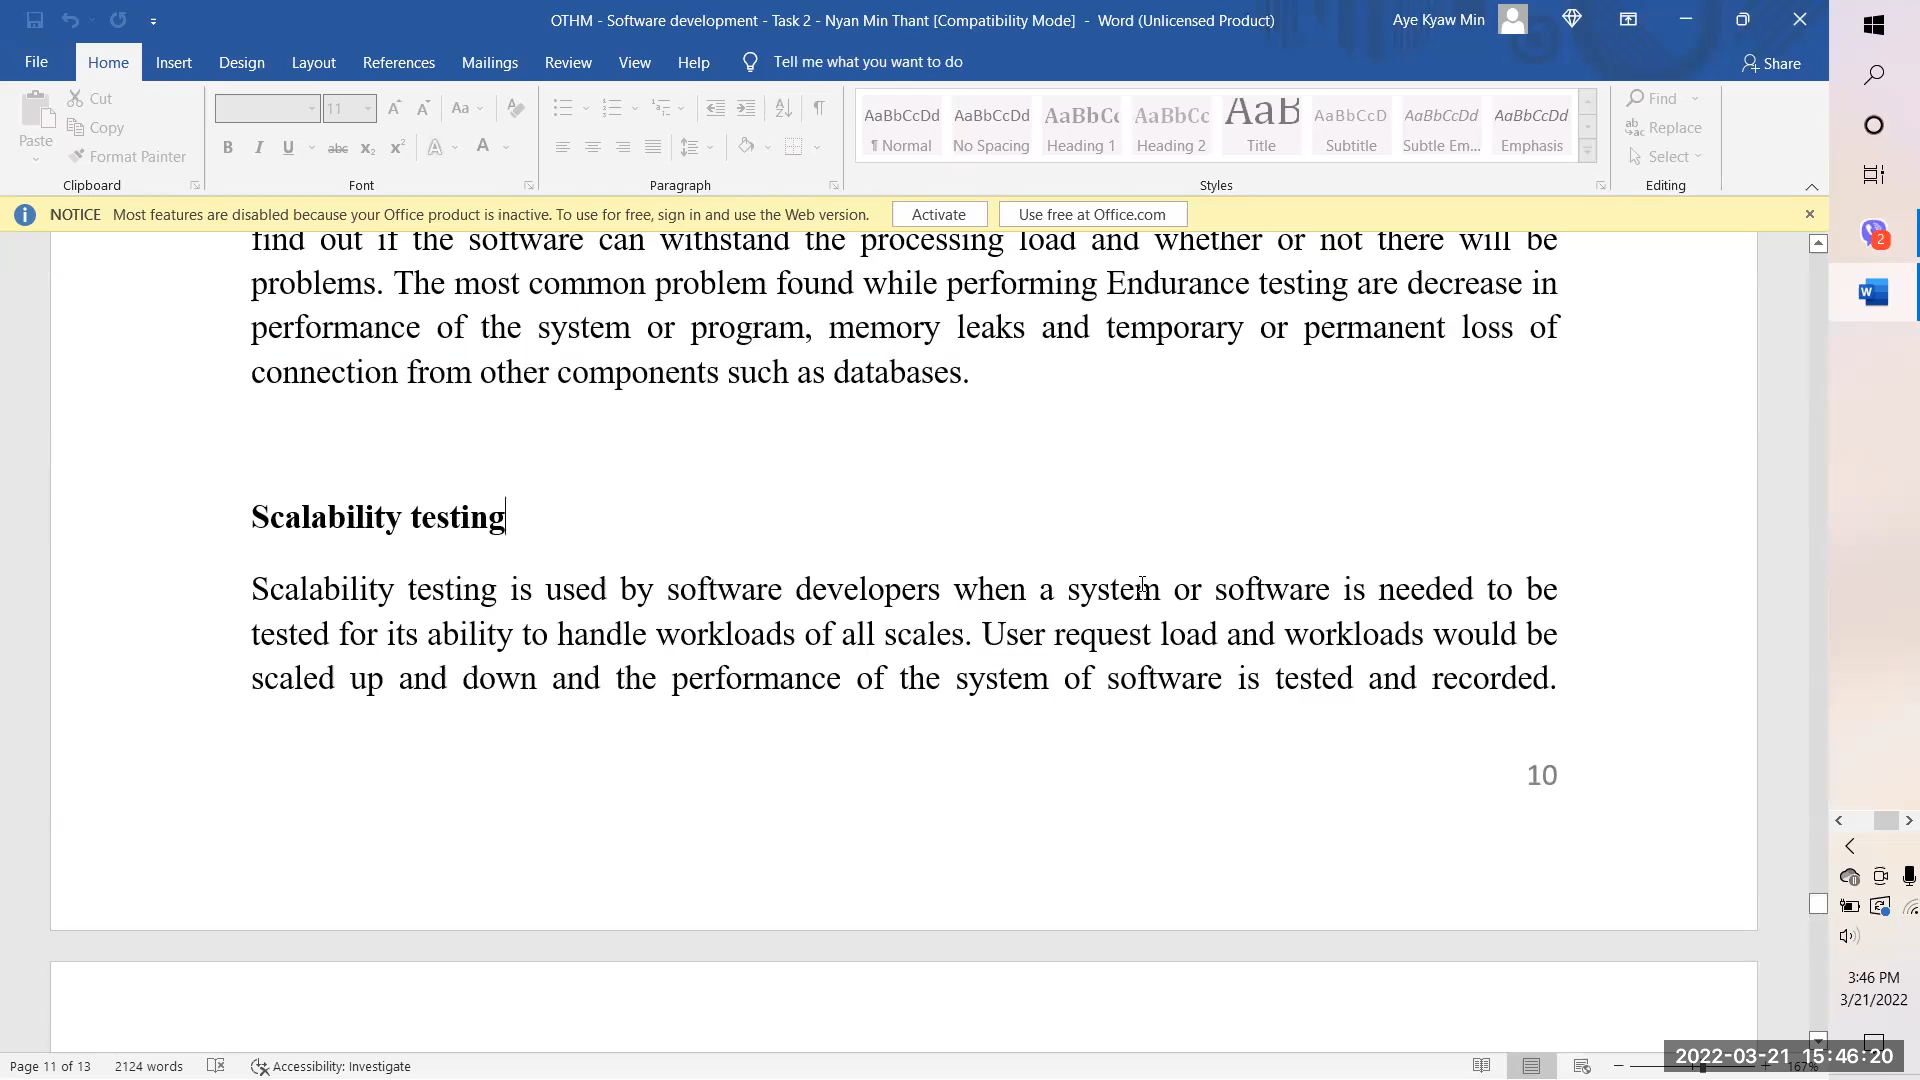 OTHM - Software development - Task 2 - Nyan Min Thant [Compatibility Mode] - Word (Unlicensed Product)
Aye Kyaw Min
File Home Insert Design Layout References Mailings Review View Help Tell me what you want to do
Share
Cut
Copy
Format Painter
Paste
Clipboard
11
Font
Paragraph
AaBbCcDd AaBbCcDd AaBbCc AaBbCc AaB AaBbCcD AaBbCcDd AaBbCcDd
¶ Normal No Spacing Heading 1 Heading 2 Title Subtitle Subtle Em... Emphasis
Styles
Find
Replace
Select
Editing
NOTICE Most features are disabled because your Office product is inactive. To use for free, sign in and use the Web version. Activate Use free at Office.com
find out if the software can withstand the processing load and whether or not there will be
problems. The most common problem found while performing Endurance testing are decrease in
performance of the system or program, memory leaks and temporary or permanent loss of
connection from other components such as databases.
Scalability testing
Scalability testing is used by software developers when a system or software is needed to be
tested for its ability to handle workloads of all scales. User request load and workloads would be
scaled up and down and the performance of the system of software is tested and recorded.
10
2
3:46 PM
3/21/2022
Page 11 of 13 2124 words Accessibility: Investigate
167%
2022-03-21 15:46:20